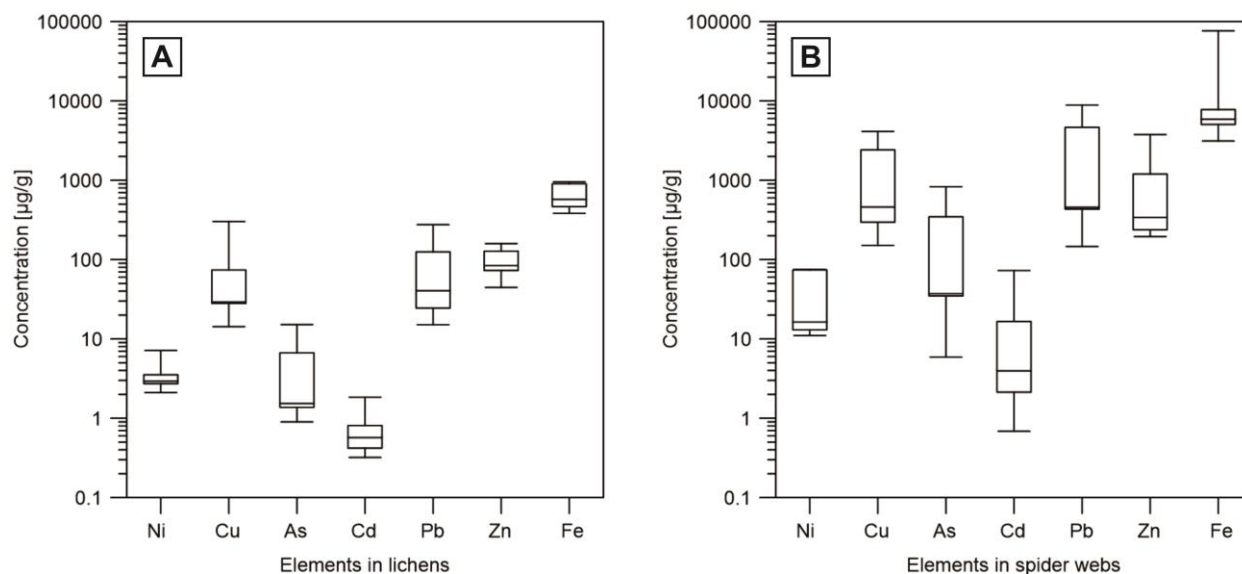 A
Concentration [µg/g]
100000
10000
1000
100
10
1
0.1
Ni Cu As Cd Pb Zn Fe
Elements in lichens
B
Concentration [µg/g]
100000
10000
1000
100
10
1
0.1
Ni Cu As Cd Pb Zn Fe
Elements in spider webs